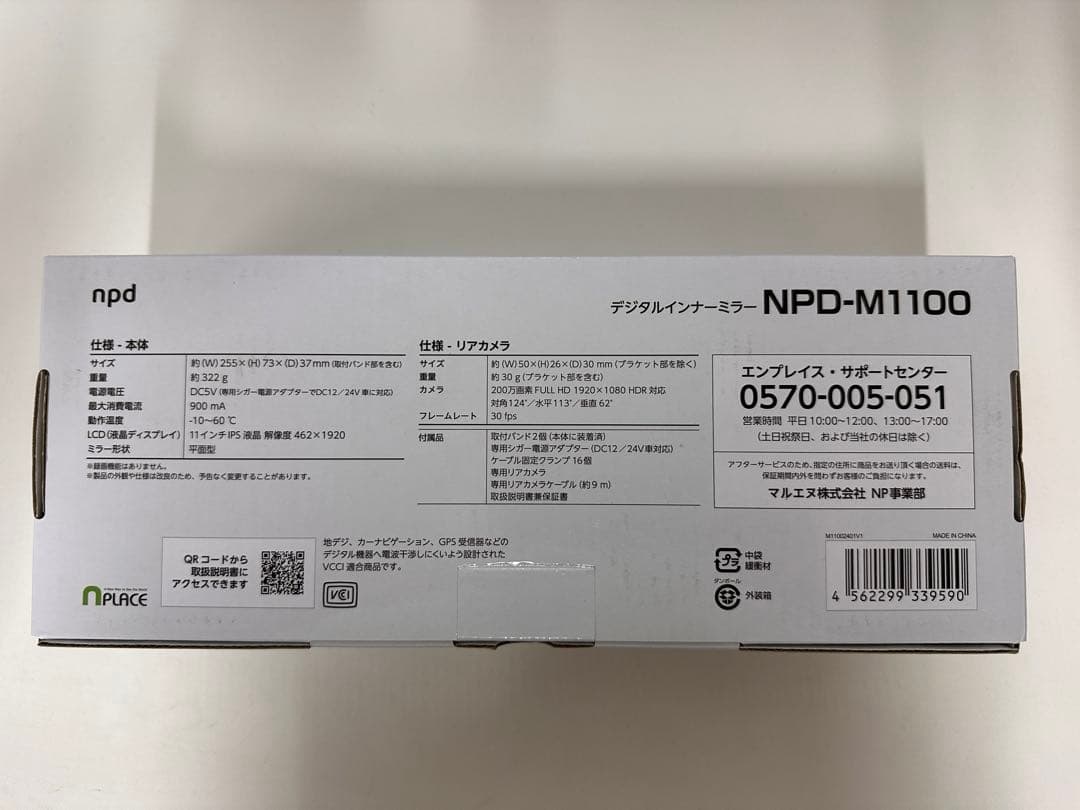 npd
デジタルインナーミラー NPD-M1100
仕様 - 本体
サイズ 約(W)255×(H)73×(D)37mm(取付バンド部を含む)
重量 約322g
電源電圧 DC5V(専用シガー電源アダプターでDC12/24V車に対応)
最大消費電流 900 mA
動作温度 -10〜60℃
LCD(液晶ディスプレイ) 11インチIPS液晶 解像度 462×1920
ミラー形状 平面型
※録画機能はありません。
※製品の外観や仕様は改良のため、予告なく変更することがあります。
仕様 - リアカメラ
サイズ 約(W)50×(H)26×(D)30 mm(ブラケット部を除く)
重量 約30g(ブラケット部を含む)
カメラ 200万画素 FULL HD 1920×1080 HDR 対応
対角124°/水平113°/垂直62°
フレームレート 30 fps
付属品 取付バンド2個(本体に装着済)
専用シガー電源アダプター(DC12/24V車対応)
ケーブル固定クランプ 16個
専用リアカメラ
専用リアカメラケーブル(約9m)
取扱説明書兼保証書
エンプレイス・サポートセンター
0570-005-051
営業時間 平日10:00〜12:00、13:00〜17:00
(土日祝祭日、および当社の休日は除く)
アフターサービスのため、指定の住所に商品をお送り頂く場合の送料は、
保証期間内外を問わずお客様のご負担になります。
マルエヌ株式会社 NP事業部
nPLACE
QRコードから
取扱説明書に
アクセスできます
地デジ、カーナビゲーション、GPS受信器などの
デジタル機器へ電波干渉しにくいよう設計された
VCCI適合商品です。
VCI
プラ 中袋
緩衝材
ダンボール
外装箱
M11002401V1 MADE IN CHINA
4 562299 339590